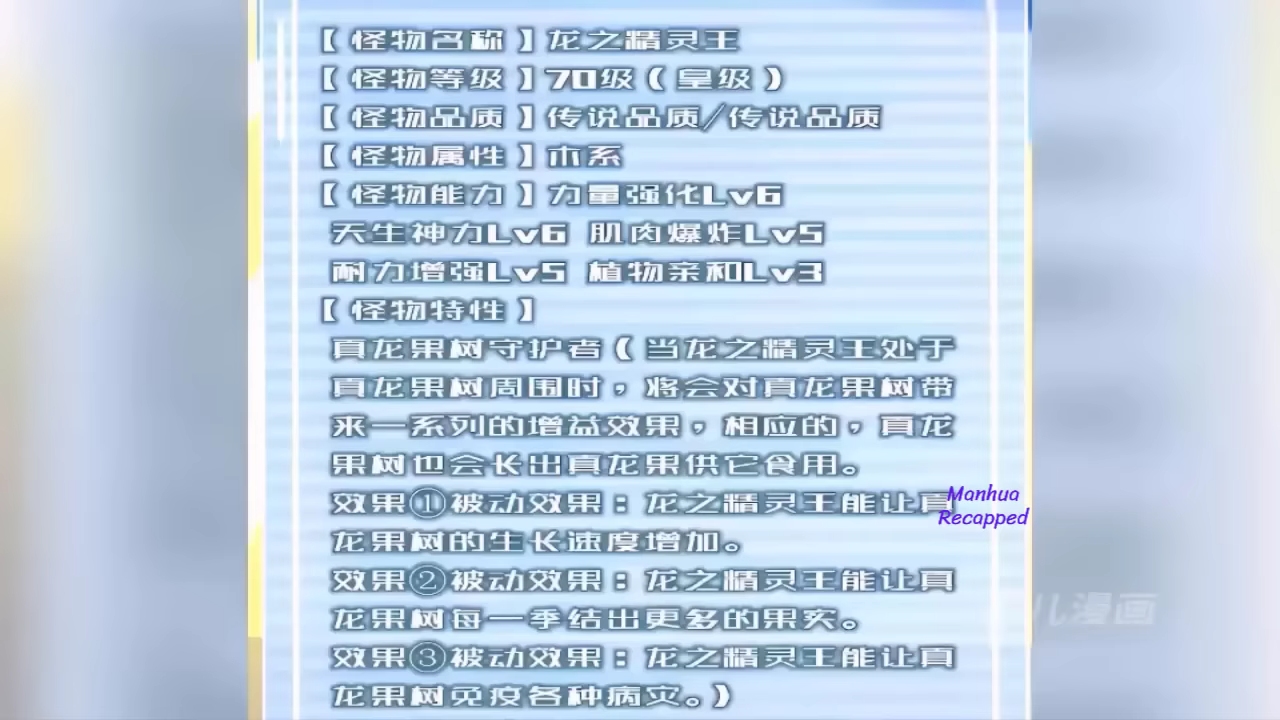 【怪物名称】龙之精灵王
【怪物等级】70级（皇级）
【怪物品质】传说品质/传说品质
【怪物属性】木系
【怪物能力】力量强化Lv6
天生神力Lv6 肌肉爆炸Lv5
耐力增强Lv5 植物亲和Lv3
【怪物特性】
真龙果树守护者（当龙之精灵王处于
真龙果树周围时，将会对真龙果树带
来一系列的增益效果，相应的，真龙
果树也会长出真龙果供它食用。
效果①被动效果：龙之精灵王能让真
龙果树的生长速度增加。
效果②被动效果：龙之精灵王能让真
龙果树每一季结出更多的果实。
效果③被动效果：龙之精灵王能让真
龙果树免疫各种病灾。）
Manhua
Recapped
儿漫画